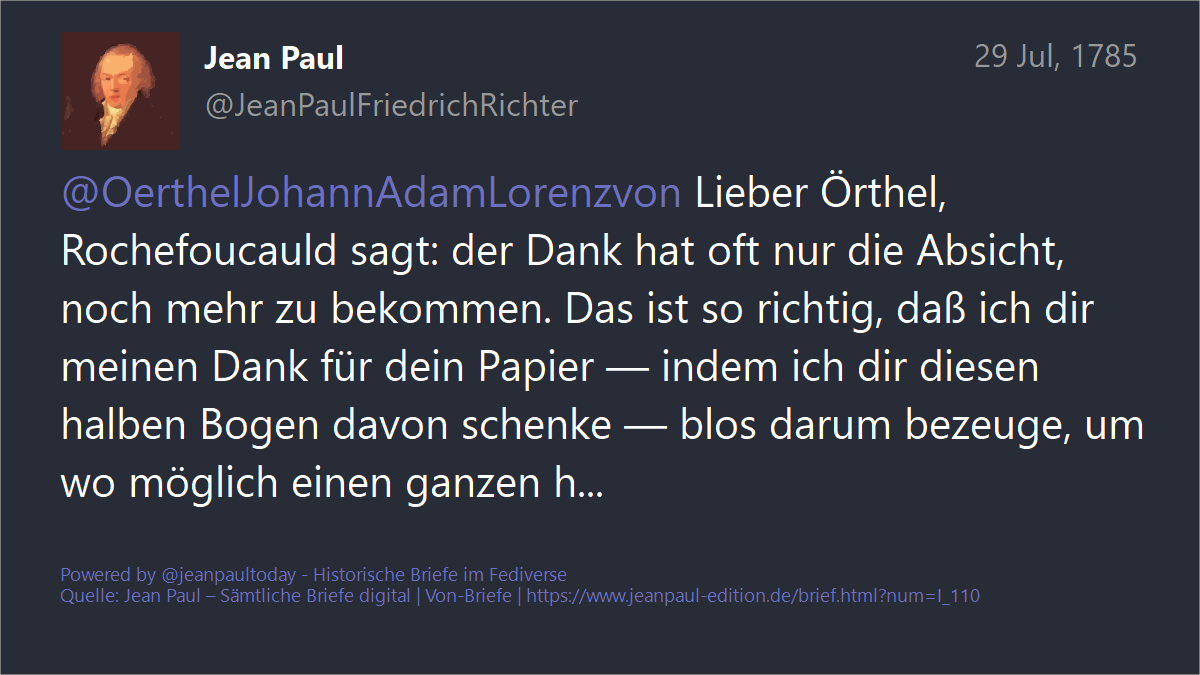 Jean Paul
29 Jul, 1785
@JeanPaulFriedrichRichter
@OerthelJohannAdamLorenzvon Lieber Örthel,
Rochefoucauld sagt: der Dank hat oft nur die Absicht,
noch mehr zu bekommen. Das ist so richtig, daß ich dir
meinen Dank für dein Papier — indem ich dir diesen
halben Bogen davon schenke — blos darum bezeuge, um
wo möglich einen ganzen h...
Powered by @jeanpaultoday - Historische Briefe im Fediverse
Quelle: Jean Paul – Sämtliche Briefe digital | Von-Briefe | https://www.jeanpaul-edition.de/brief.html?num=I_110